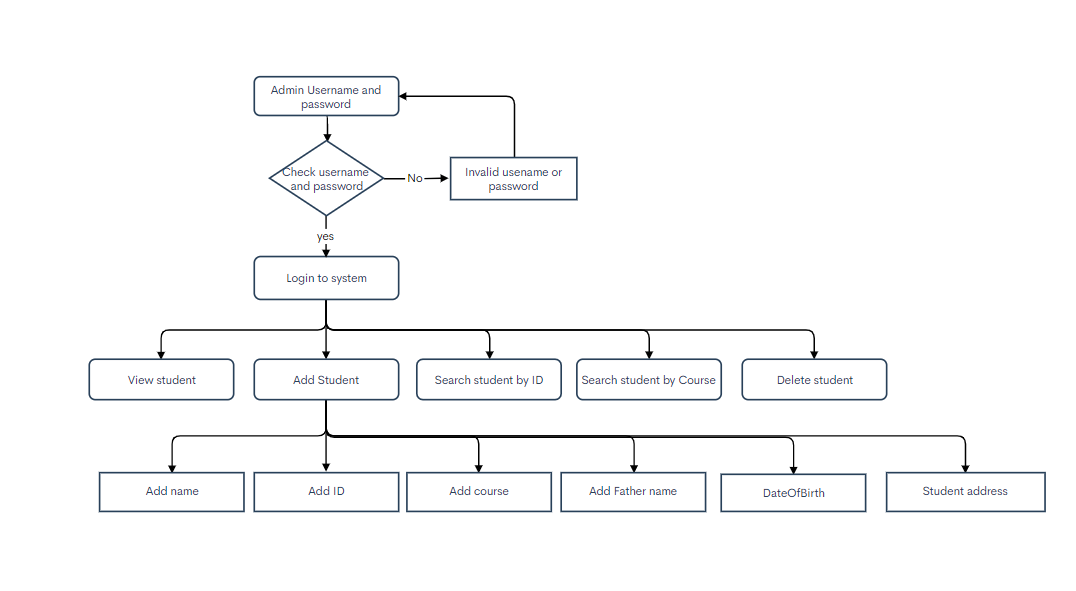 Admin Username and
password
Check username
and password
No
Invalid usename or
password
yes
Login to system
View student
Add Student
Search student by ID
Search student by Course
Delete student
Add name
Add ID
Add course
Add Father name
DateOfBirth
Student address